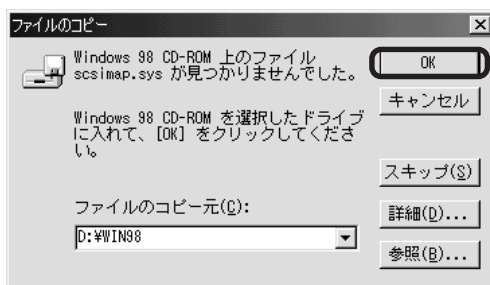 ファイルのコピー
Windows 98 CD-ROM 上のファイル
scsimap.sys が見つかりませんでした。
Windows 98 CD-ROM を選択したドライブ
に入れて、[OK] をクリックしてくださ
い。
ファイルのコピー元(C):
D:¥WIN98
OK
キャンセル
スキップ(S)
詳細(D)...
参照(B)...